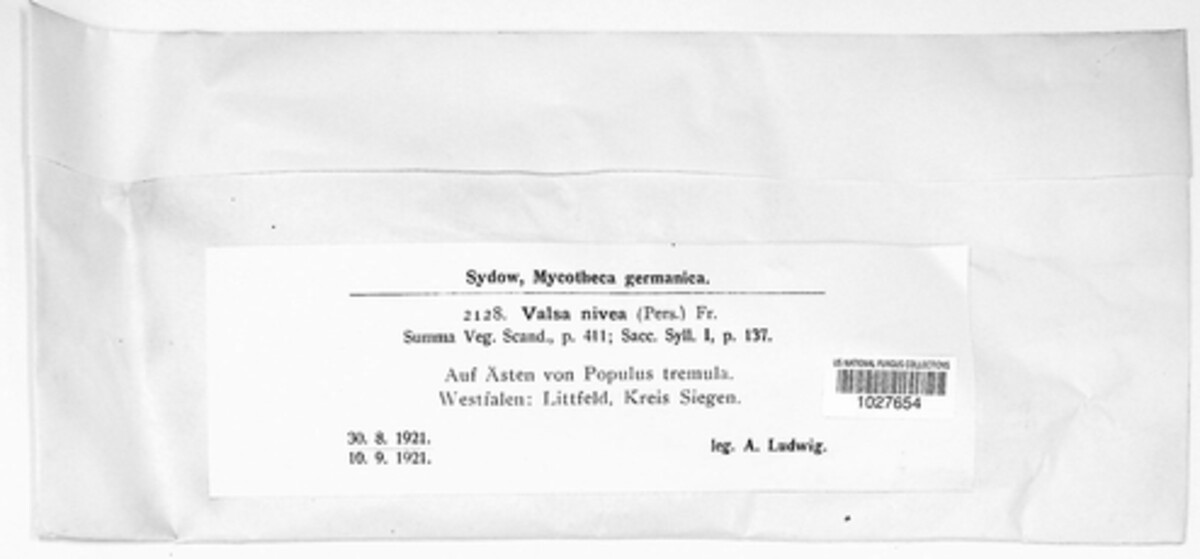 Sydow, Mycotheca germanica.
2128. Valsa nivea (Pers.) Fr.
Summa Veg. Scand., p. 411; Sacc. Syll. I, p. 137.
Auf Ästen von Populus tremula.
Westfalen: Littfeld, Kreis Siegen.
US NATIONAL FUNGUS COLLECTIONS
1027654
30. 8. 1921.
10. 9. 1921.
leg. A. Ludwig.